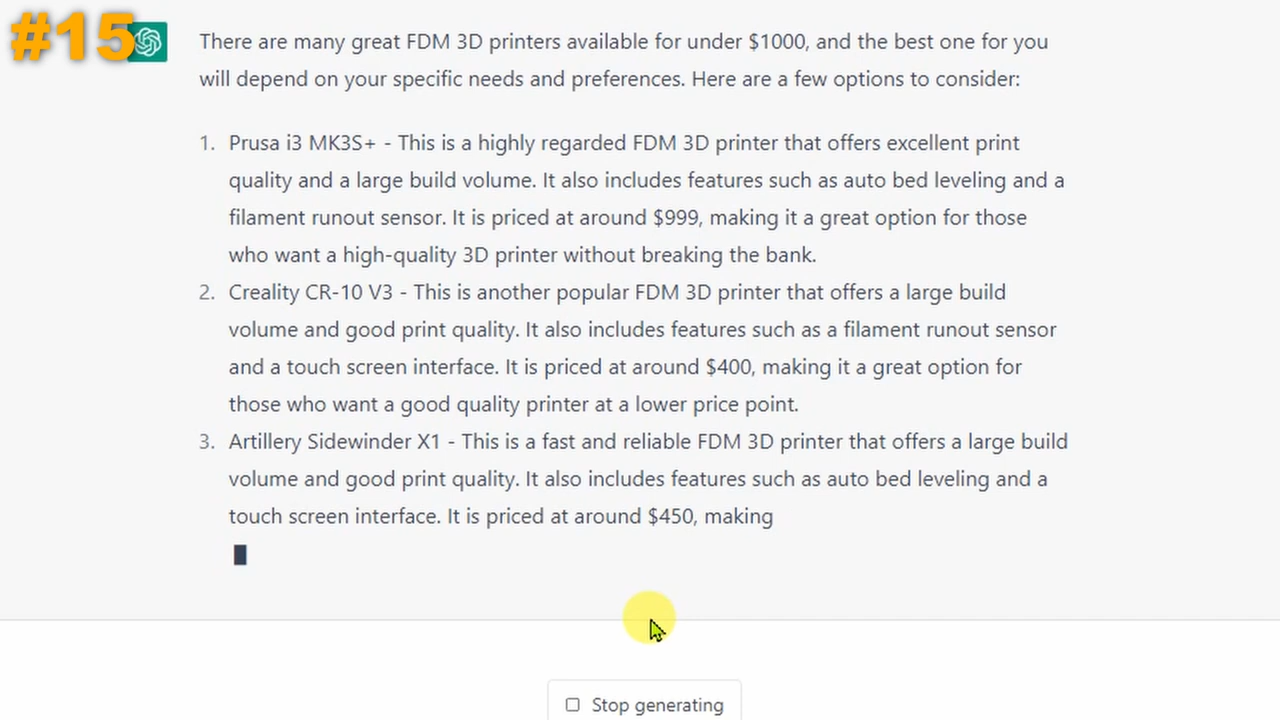 #15
There are many great FDM 3D printers available for under $1000, and the best one for you
will depend on your specific needs and preferences. Here are a few options to consider:
1. Prusa i3 MK3S+ - This is a highly regarded FDM 3D printer that offers excellent print
quality and a large build volume. It also includes features such as auto bed leveling and a
filament runout sensor. It is priced at around $999, making it a great option for those
who want a high-quality 3D printer without breaking the bank.
2. Creality CR-10 V3 - This is another popular FDM 3D printer that offers a large build
volume and good print quality. It also includes features such as a filament runout sensor
and a touch screen interface. It is priced at around $400, making it a great option for
those who want a good quality printer at a lower price point.
3. Artillery Sidewinder X1 - This is a fast and reliable FDM 3D printer that offers a large build
volume and good print quality. It also includes features such as auto bed leveling and a
touch screen interface. It is priced at around $450, making
Stop generating